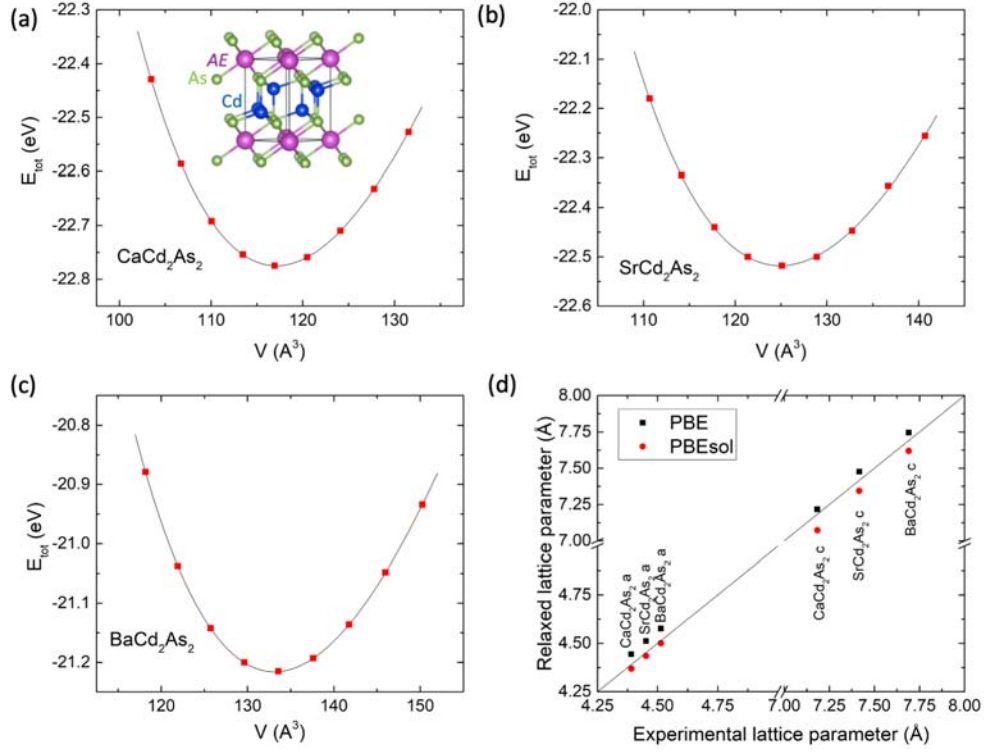 (a)
-22.4
-22.5
-22.6
-22.7
-22.8
E_tot (eV)
AE
As
Cd
CaCd₂As₂
100 110 120 130
V (A³)
(b)
-22.0
-22.1
-22.2
-22.3
-22.4
-22.5
-22.6
E_tot (eV)
SrCd₂As₂
110 120 130 140
V (A³)
(c)
-20.8
-20.9
-21.0
-21.1
-21.2
E_tot (eV)
BaCd₂As₂
120 130 140 150
V (A³)
(d)
8.00
7.75
7.50
7.25
7.00
4.75
4.50
4.25
Relaxed lattice parameter (Å)
PBE
PBEsol
CaCd₂As₂ a
SrCd₂As₂ a
BaCd₂As₂ a
CaCd₂As₂ c
SrCd₂As₂ c
BaCd₂As₂ c
4.25 4.50 4.75 7.00 7.25 7.50 7.75 8.00
Experimental lattice parameter (Å)